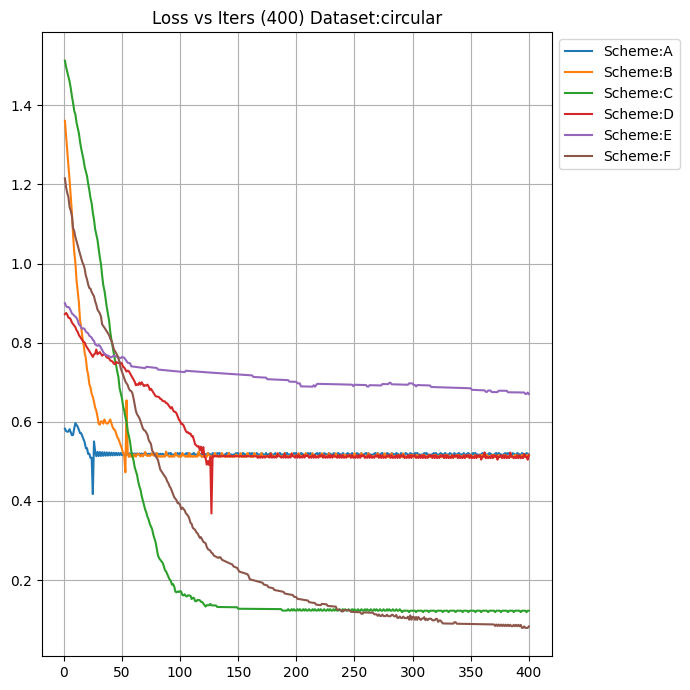 Loss vs Iters (400) Dataset:circular
Scheme:A
Scheme:B
Scheme:C
Scheme:D
Scheme:E
Scheme:F
1.4
1.2
1.0
0.8
0.6
0.4
0.2
0 50 100 150 200 250 300 350 400